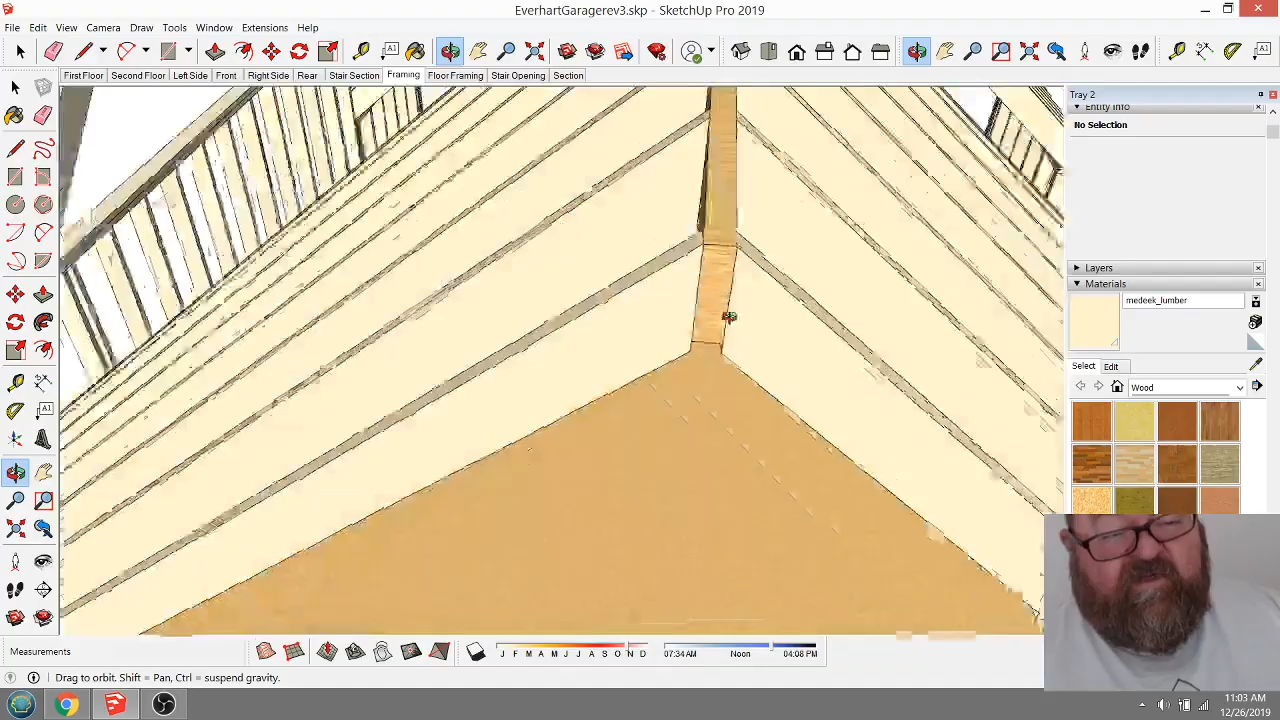 EverhartGaragerev3.skp - SketchUp Pro 2019
File Edit View Camera Draw Tools Window Extensions Help
First Floor Second Floor Left Side Front Right Side Rear Stair Section Framing Floor Framing Stair Opening Section
Tray 2
Entity Info
No Selection
Layers
Materials
medeek_lumber
Select Edit
Wood
Measurements
J F M A M J J A S O N D
07:34 AM Noon 04:08 PM
Drag to orbit. Shift = Pan, Ctrl = suspend gravity.
11:03 AM
12/26/2019